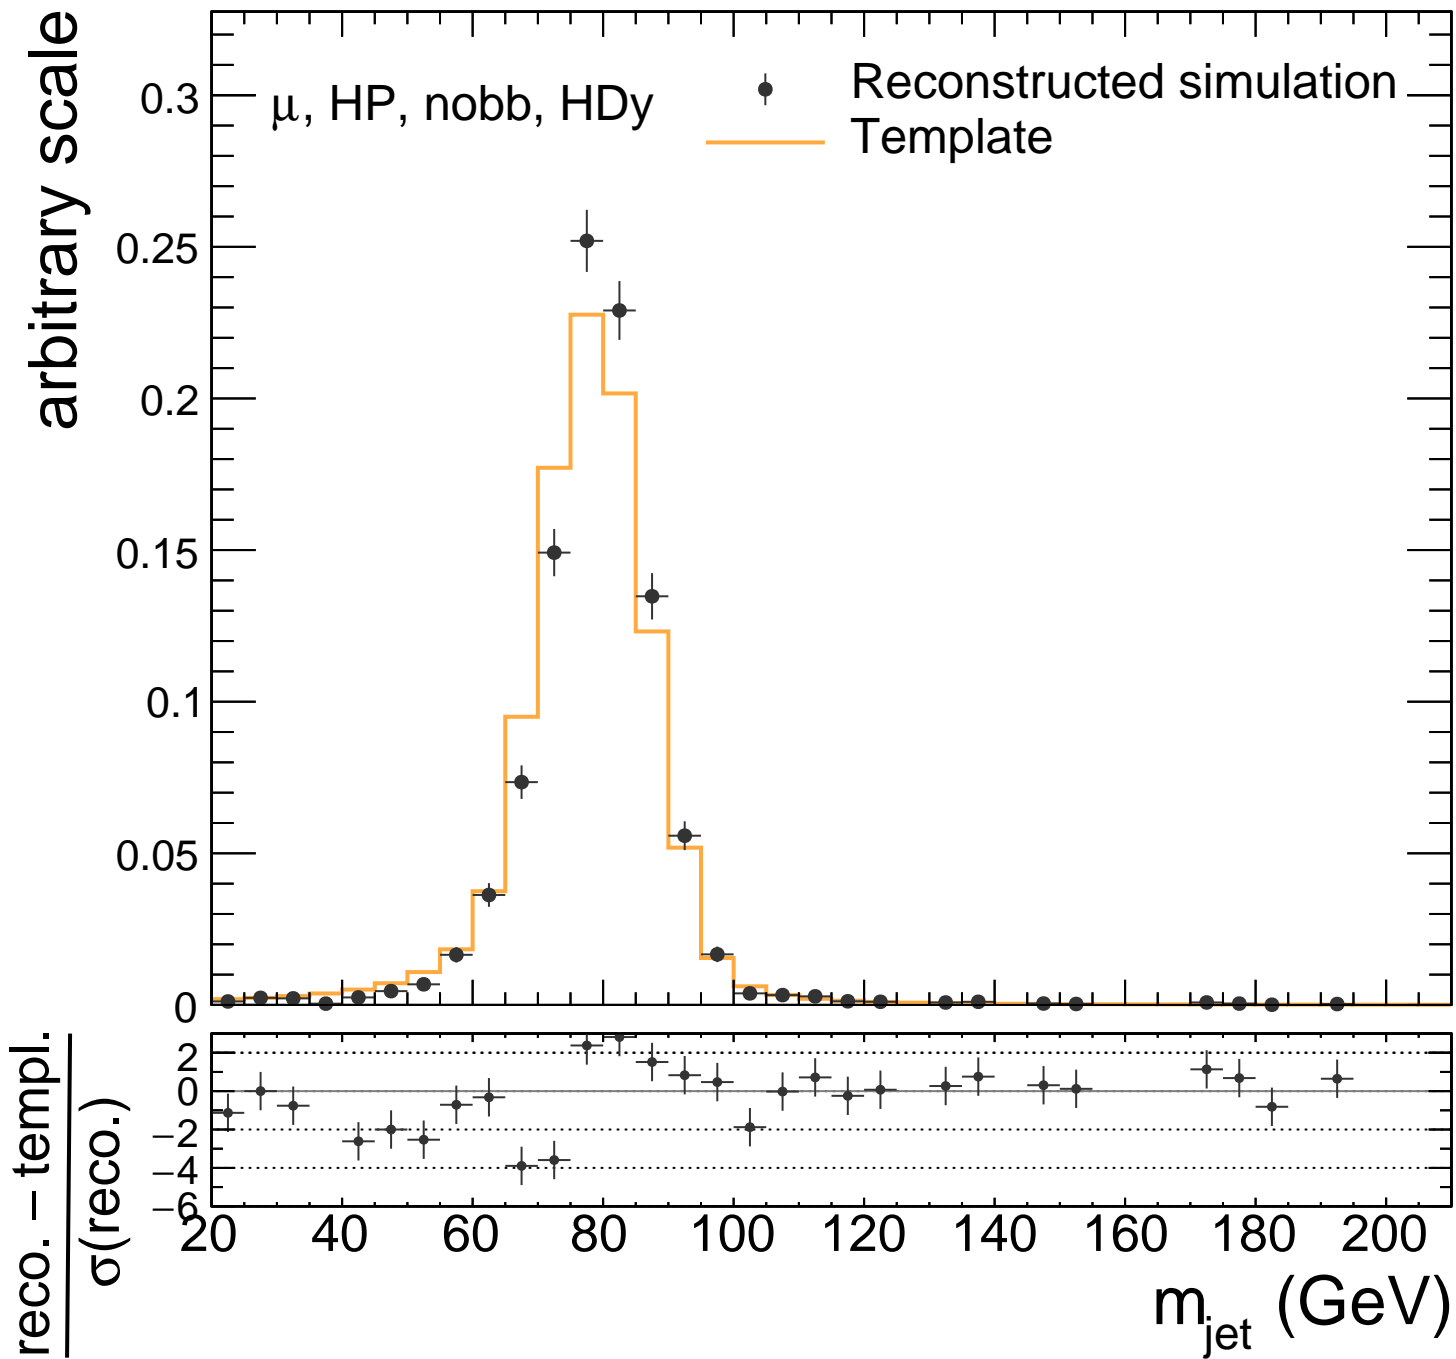 arbitrary scale
μ, HP, nobb, HDy
Reconstructed simulation
Template
0.3
0.25
0.2
0.15
0.1
0.05
0
reco. − templ.
σ(reco.)
2
0
−2
−4
−6
20 40 60 80 100 120 140 160 180 200
m_jet (GeV)